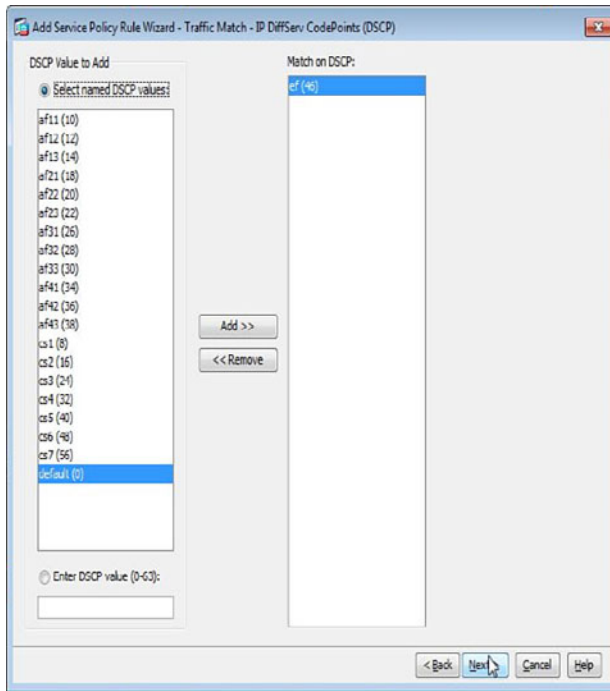 Add Service Policy Rule Wizard - Traffic Match - IP DiffServ CodePoints (DSCP)
DSCP Value to Add
Select named DSCP values:
af11 (10)
af12 (12)
af13 (14)
af21 (18)
af22 (20)
af23 (22)
af31 (26)
af32 (28)
af33 (30)
af41 (34)
af42 (36)
af43 (38)
cs1 (8)
cs2 (16)
cs3 (24)
cs4 (32)
cs5 (40)
cs6 (48)
cs7 (56)
default (0)
Enter DSCP value (0-63):
Add >>
<< Remove
Match on DSCP:
ef (46)
< Back
Next >
Cancel
Help